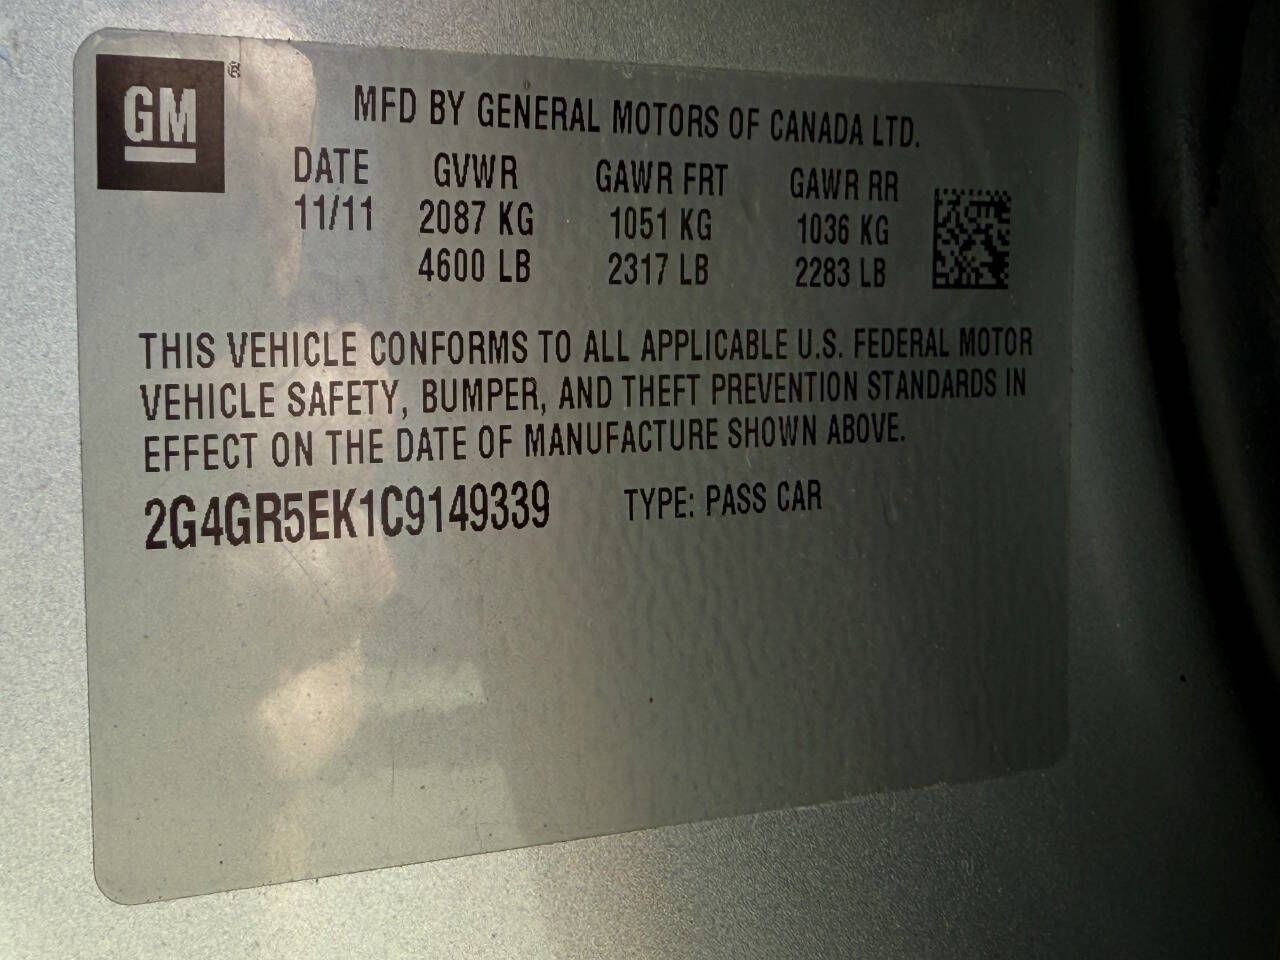 GM ®
MFD BY GENERAL MOTORS OF CANADA LTD.
DATE GVWR GAWR FRT GAWR RR
11/11 2087 KG 1051 KG 1036 KG
4600 LB 2317 LB 2283 LB
THIS VEHICLE CONFORMS TO ALL APPLICABLE U.S. FEDERAL MOTOR
VEHICLE SAFETY, BUMPER, AND THEFT PREVENTION STANDARDS IN
EFFECT ON THE DATE OF MANUFACTURE SHOWN ABOVE.
2G4GR5EK1C9149339 TYPE: PASS CAR